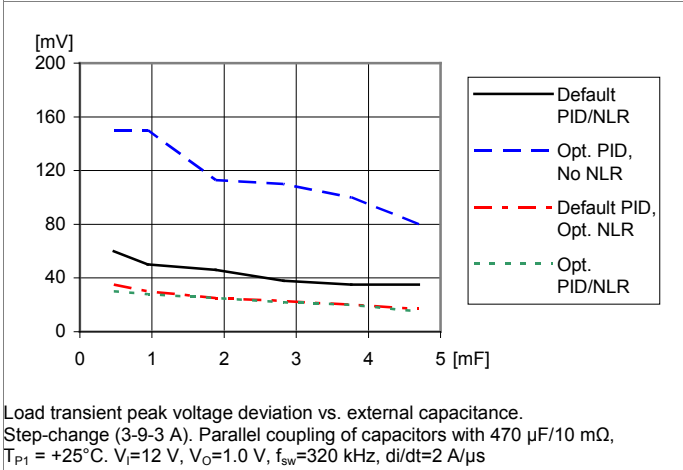 [mV]
200
160
120
80
40
0
0 1 2 3 4 5 [mF]
Default
PID/NLR
Opt. PID,
No NLR
Default PID,
Opt. NLR
Opt.
PID/NLR
Load transient peak voltage deviation vs. external capacitance.
Step-change (3-9-3 A). Parallel coupling of capacitors with 470 µF/10 mΩ,
TP1 = +25°C. VI=12 V, VO=1.0 V, fsw=320 kHz, di/dt=2 A/µs